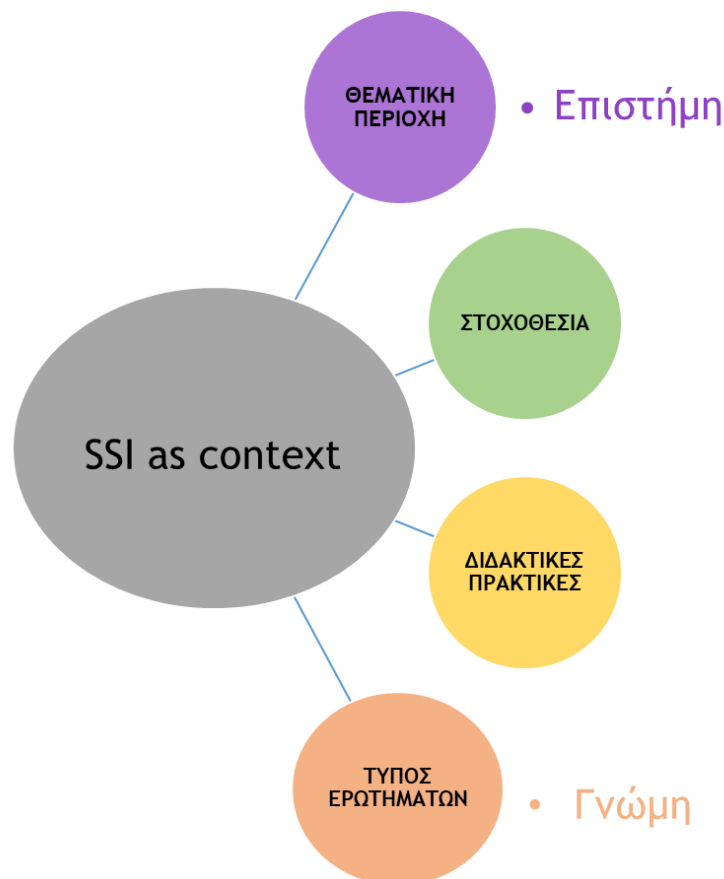 ΘΕΜΑΤΙΚΗ
ΠΕΡΙΟΧΗ
• Επιστήμη
ΣΤΟΧΟΘΕΣΙΑ
SSI as context
ΔΙΔΑΚΤΙΚΕΣ
ΠΡΑΚΤΙΚΕΣ
ΤΥΠΟΣ
ΕΡΩΤΗΜΑΤΩΝ
• Γνώμη